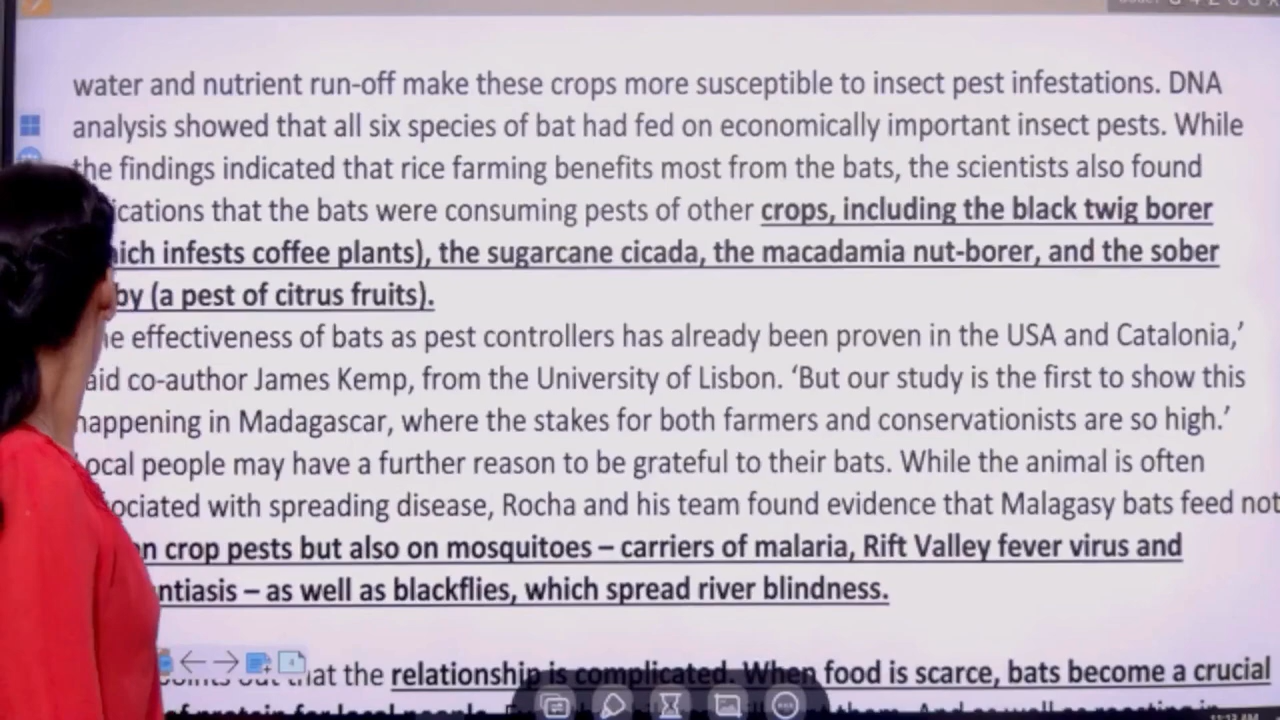 water and nutrient run-off make these crops more susceptible to insect pest infestations. DNA
analysis showed that all six species of bat had fed on economically important insect pests. While
the findings indicated that rice farming benefits most from the bats, the scientists also found
ications that the bats were consuming pests of other crops, including the black twig borer
ich infests coffee plants), the sugarcane cicada, the macadamia nut-borer, and the sober
by (a pest of citrus fruits).
e effectiveness of bats as pest controllers has already been proven in the USA and Catalonia,’
aid co-author James Kemp, from the University of Lisbon. ‘But our study is the first to show this
happening in Madagascar, where the stakes for both farmers and conservationists are so high.’
ocal people may have a further reason to be grateful to their bats. While the animal is often
ociated with spreading disease, Rocha and his team found evidence that Malagasy bats feed not
n crop pests but also on mosquitoes – carriers of malaria, Rift Valley fever virus and
ntiasis – as well as blackflies, which spread river blindness.
that the relationship is complicated. When food is scarce, bats become a crucial